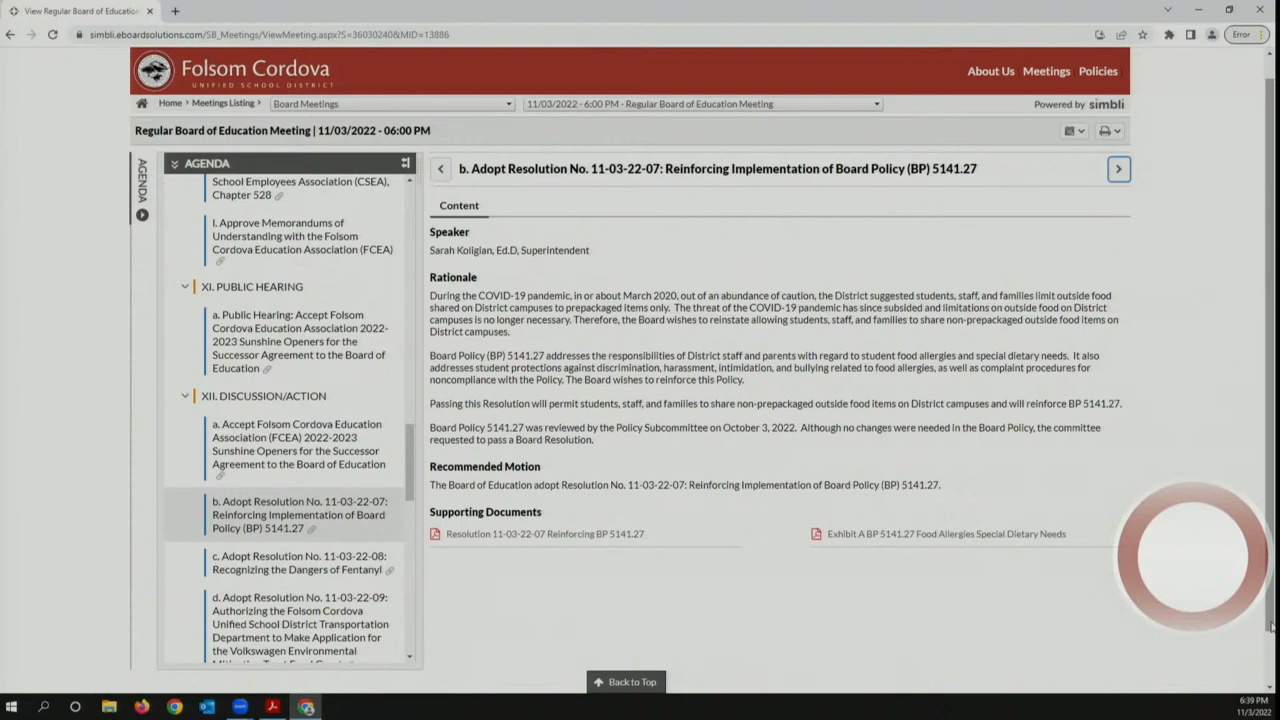 View Regular Board of Education
simbli.eboardsolutions.com/SB_Meetings/ViewMeeting.aspx?S=36030240&MID=13886
Error
Folsom Cordova
UNIFIED SCHOOL DISTRICT
About Us Meetings Policies
Home > Meetings Listing > Board Meetings 11/03/2022 - 6:00 PM - Regular Board of Education Meeting Powered by simbli
Regular Board of Education Meeting | 11/03/2022 - 06:00 PM
AGENDA
AGENDA
School Employees Association (CSEA),
Chapter 528
l. Approve Memorandums of
Understanding with the Folsom
Cordova Education Association (FCEA)
XI. PUBLIC HEARING
a. Public Hearing: Accept Folsom
Cordova Education Association 2022-
2023 Sunshine Openers for the
Successor Agreement to the Board of
Education
XII. DISCUSSION/ACTION
a. Accept Folsom Cordova Education
Association (FCEA) 2022-2023
Sunshine Openers for the Successor
Agreement to the Board of Education
b. Adopt Resolution No. 11-03-22-07:
Reinforcing Implementation of Board
Policy (BP) 5141.27
c. Adopt Resolution No. 11-03-22-08:
Recognizing the Dangers of Fentanyl
d. Adopt Resolution No. 11-03-22-09:
Authorizing the Folsom Cordova
Unified School District Transportation
Department to Make Application for
the Volkswagen Environmental
b. Adopt Resolution No. 11-03-22-07: Reinforcing Implementation of Board Policy (BP) 5141.27
Content
Speaker
Sarah Koligian, Ed.D, Superintendent
Rationale
During the COVID-19 pandemic, in or about March 2020, out of an abundance of caution, the District suggested students, staff, and families limit outside food
shared on District campuses to prepackaged items only. The threat of the COVID-19 pandemic has since subsided and limitations on outside food on District
campuses is no longer necessary. Therefore, the Board wishes to reinstate allowing students, staff, and families to share non-prepackaged outside food items on
District campuses.
Board Policy (BP) 5141.27 addresses the responsibilities of District staff and parents with regard to student food allergies and special dietary needs. It also
addresses student protections against discrimination, harassment, intimidation, and bullying related to food allergies, as well as complaint procedures for
noncompliance with the Policy. The Board wishes to reinforce this Policy.
Passing this Resolution will permit students, staff, and families to share non-prepackaged outside food items on District campuses and will reinforce BP 5141.27.
Board Policy 5141.27 was reviewed by the Policy Subcommittee on October 3, 2022. Although no changes were needed in the Board Policy, the committee
requested to pass a Board Resolution.
Recommended Motion
The Board of Education adopt Resolution No. 11-03-22-07: Reinforcing Implementation of Board Policy (BP) 5141.27.
Supporting Documents
Resolution 11-03-22-07 Reinforcing BP 5141.27
Exhibit A BP 5141.27 Food Allergies Special Dietary Needs
Back to Top
6:39 PM
11/3/2022